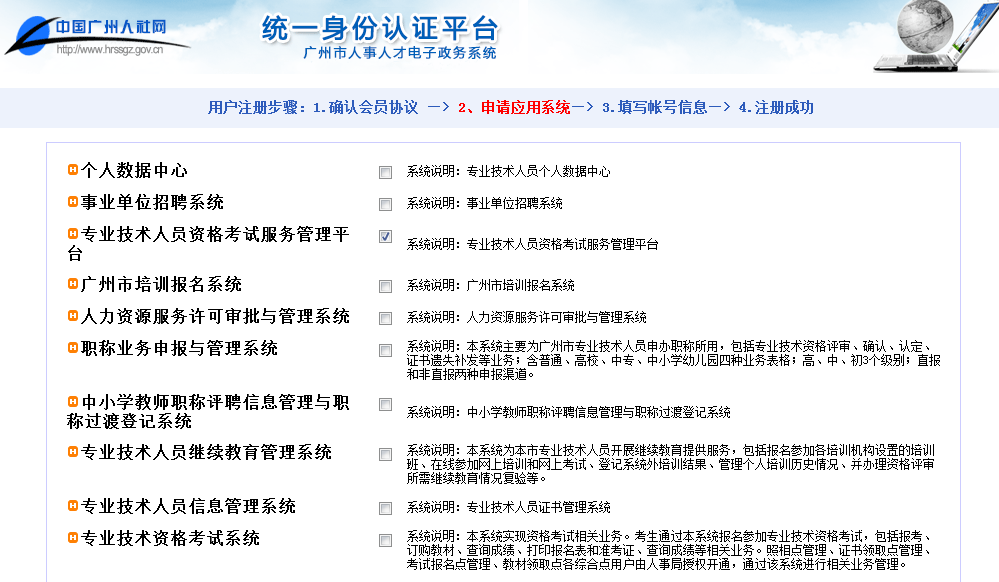 中国广州人社网
http://www.hrssgz.gov.cn
统一身份认证平台
广州市人事人才电子政务系统
用户注册步骤：1.确认会员协议 —> 2、申请应用系统—> 3.填写帐号信息—> 4.注册成功
个人数据中心 系统说明：专业技术人员个人数据中心
事业单位招聘系统 系统说明：事业单位招聘系统
专业技术人员资格考试服务管理平
台
系统说明：专业技术人员资格考试服务管理平台
广州市培训报名系统 系统说明：广州市培训报名系统
人力资源服务许可审批与管理系统 系统说明：人力资源服务许可审批与管理系统
职称业务申报与管理系统
系统说明：本系统主要为广州市专业技术人员申办职称所用，包括专业技术资格评审、确认、认定、
证书遗失补发等业务；含普通、高校、中专、中小学幼儿园四种业务表格；高、中、初3个级别；直报
和非直报两种申报渠道。
中小学教师职称评聘信息管理与职
称过渡登记系统
系统说明：中小学教师职称评聘信息管理与职称过渡登记系统
专业技术人员继续教育管理系统
系统说明：本系统为本市专业技术人员开展继续教育提供服务，包括报名参加各培训机构设置的培训
班、在线参加网上培训和网上考试、登记系统外培训结果、管理个人培训历史情况、并办理资格评审
所需继续教育情况复验等。
专业技术人员信息管理系统 系统说明：专业技术人员证书管理系统
专业技术资格考试系统
系统说明：本系统实现资格考试相关业务。考生通过本系统报名参加专业技术资格考试，包括报考、
订购教材、查询成绩、打印报名表和准考证、查询成绩等相关业务。照相点管理、证书领取点管理、
考试报名点管理、教材领取点各综合点用户由人事局授权开通，通过该系统进行相关业务管理。